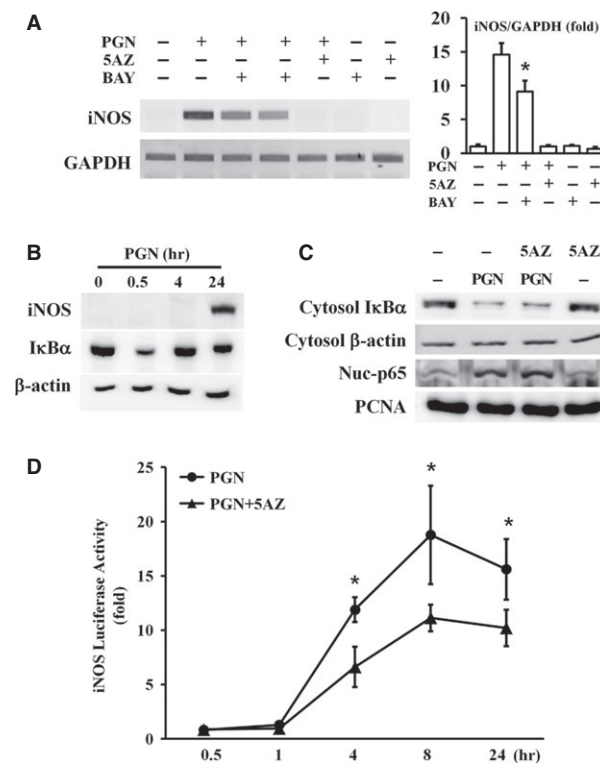 A
PGN – + + + + – –
5AZ – – – – + – +
BAY – – + + – + –
iNOS
GAPDH
iNOS/GAPDH (fold)
20
15
10
5
0
*
PGN – + + + – –
5AZ – – – + – +
BAY – – + – + –
B
PGN (hr)
0 0.5 4 24
iNOS
IκBα
β-actin
C
– – 5AZ 5AZ
– PGN PGN –
Cytosol IκBα
Cytosol β-actin
Nuc-p65
PCNA
D
iNOS Luciferase Activity
(fold)
25
20
15
10
5
0
PGN
PGN+5AZ
* * *
0.5 1 4 8 24 (hr)